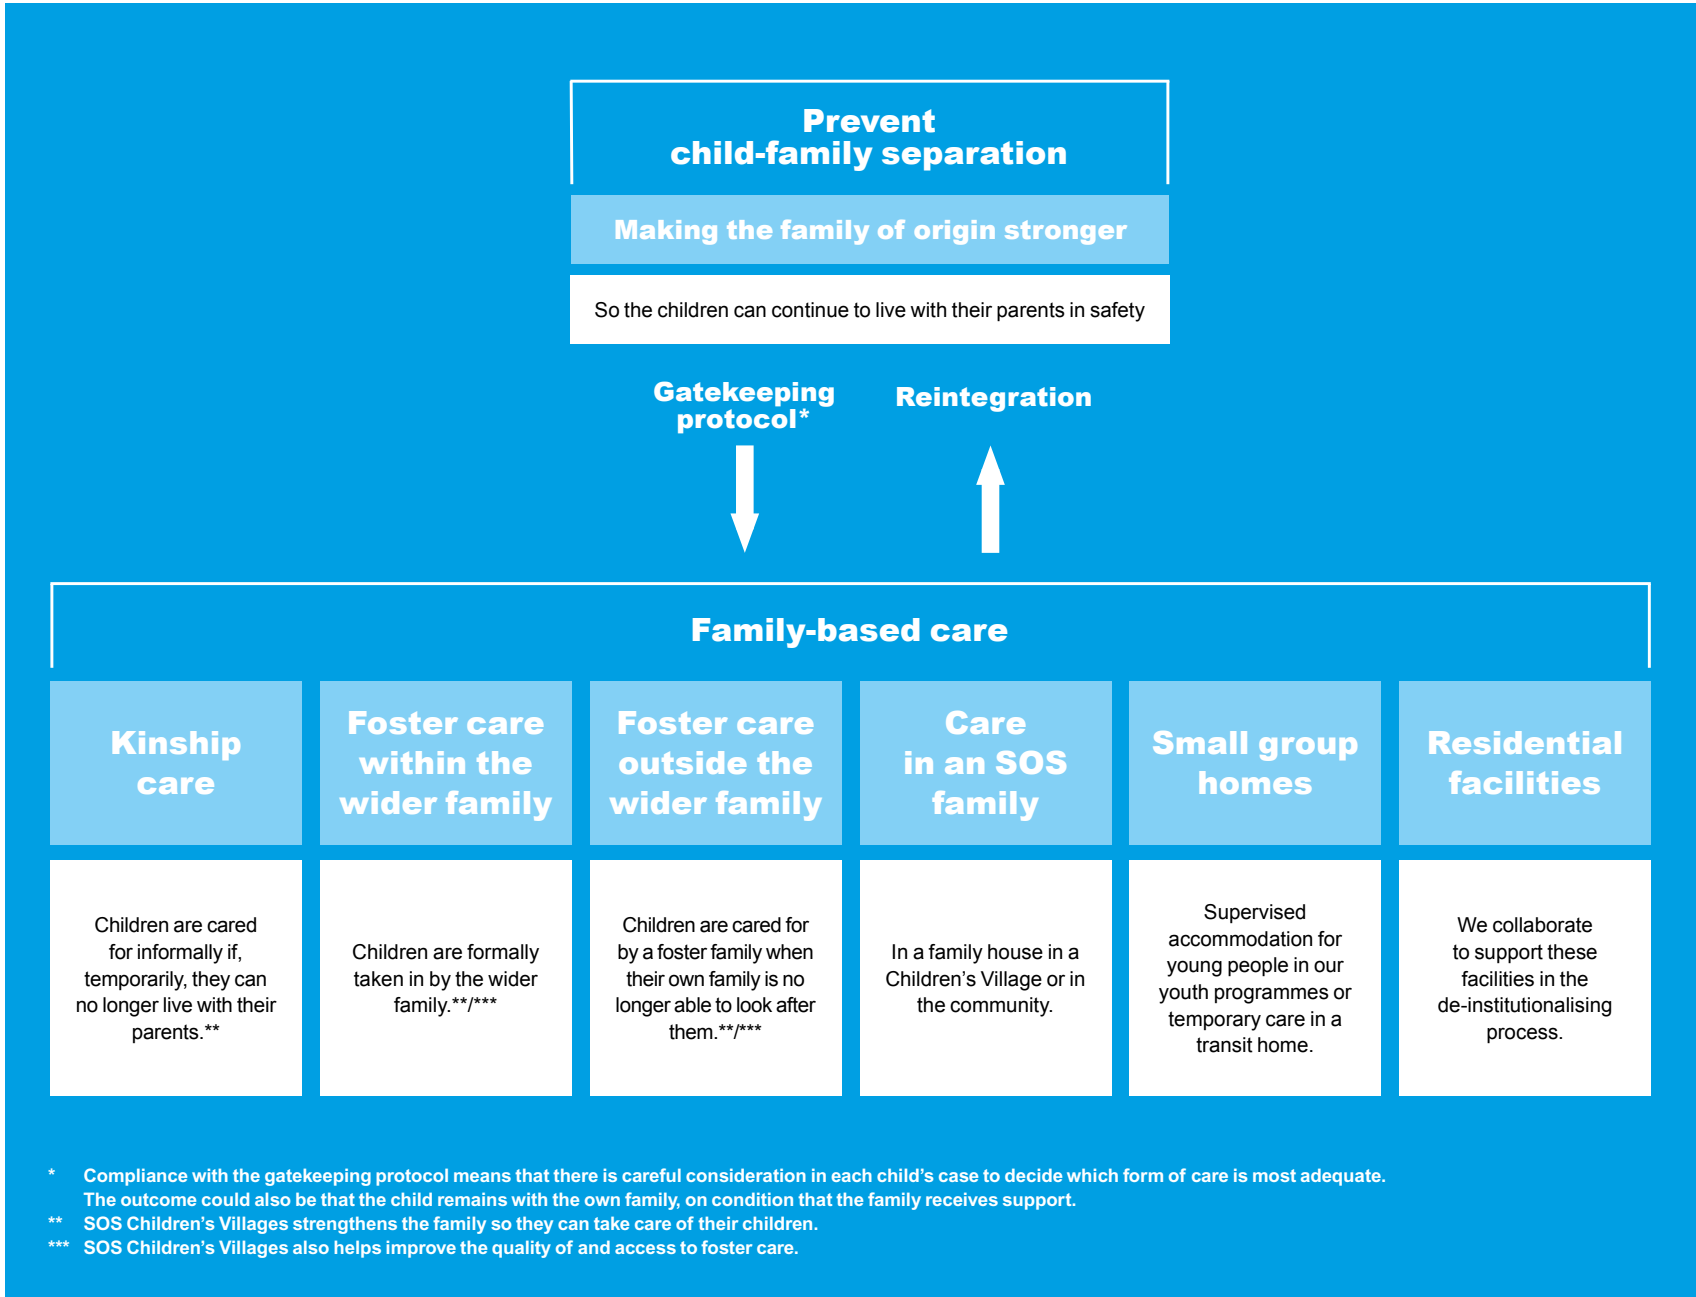 Prevent
child-family separation
Making the family of origin stronger
So the children can continue to live with their parents in safety
Gatekeeping
protocol*
Reintegration
Family-based care
Kinship
care
Foster care
within the
wider family
Foster care
outside the
wider family
Care
in an SOS
family
Small group
homes
Residential
facilities
Children are cared
for informally if,
temporarily, they can
no longer live with their
parents.**
Children are formally
taken in by the wider
family.**/***
Children are cared for
by a foster family when
their own family is no
longer able to look after
them.**/***
In a family house in a
Children’s Village or in
the community.
Supervised
accommodation for
young people in our
youth programmes or
temporary care in a
transit home.
We collaborate
to support these
facilities in the
de-institutionalising
process.
* Compliance with the gatekeeping protocol means that there is careful consideration in each child’s case to decide which form of care is most adequate.
The outcome could also be that the child remains with the own family, on condition that the family receives support.
** SOS Children’s Villages strengthens the family so they can take care of their children.
*** SOS Children’s Villages also helps improve the quality of and access to foster care.